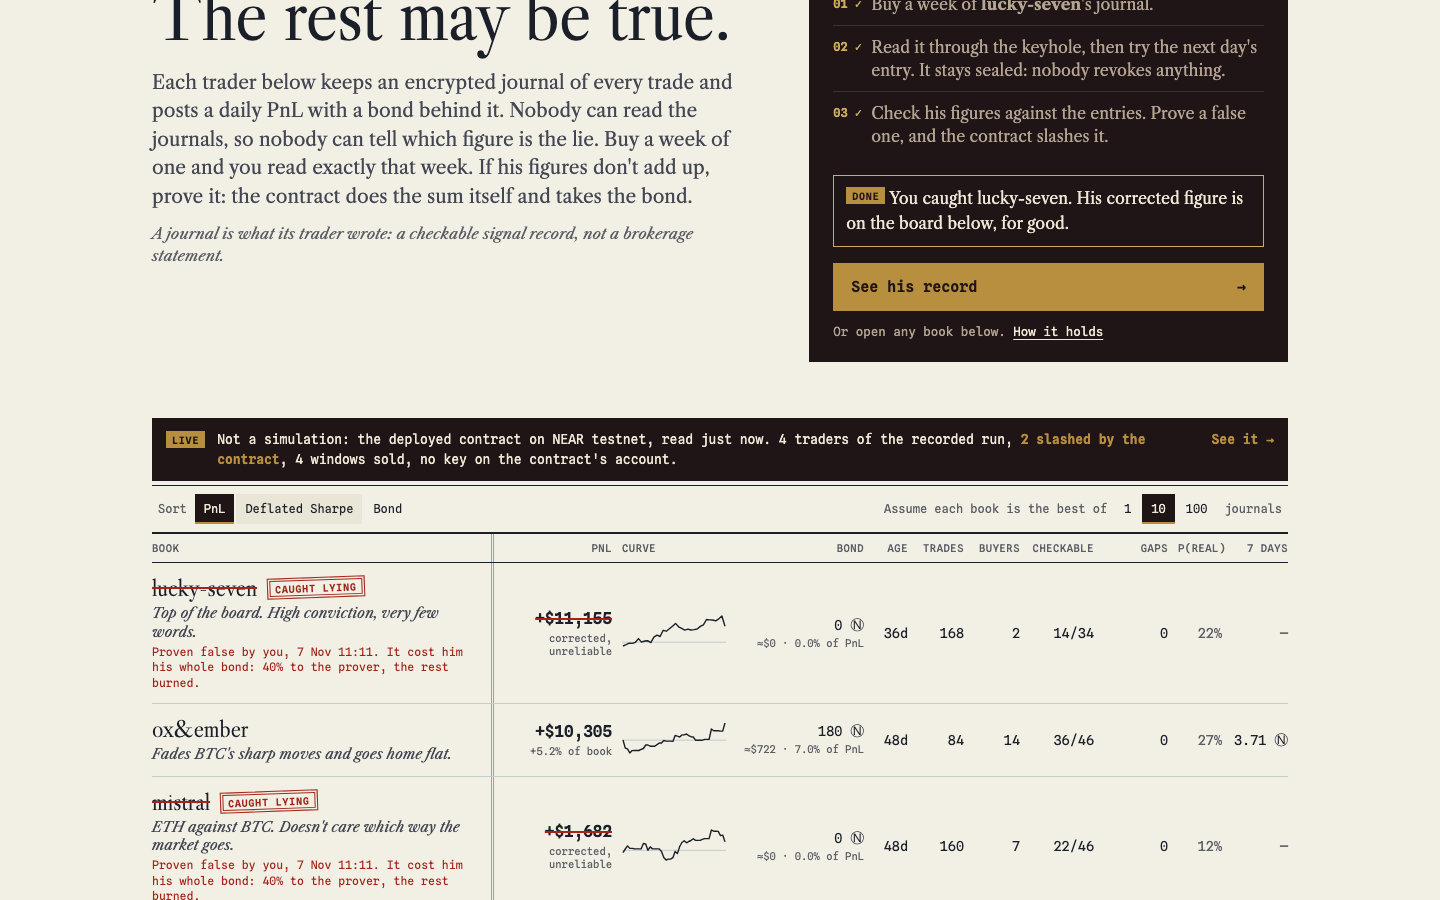 The rest may be true.
Each trader below keeps an encrypted journal of every trade and
posts a daily PnL with a bond behind it. Nobody can read the
journals, so nobody can tell which figure is the lie. Buy a week of
one and you read exactly that week. If his figures don't add up,
prove it: the contract does the sum itself and takes the bond.
A journal is what its trader wrote: a checkable signal record, not a brokerage
statement.
01 ✓ Buy a week of lucky-seven's journal.
02 ✓ Read it through the keyhole, then try the next day's
entry. It stays sealed: nobody revokes anything.
03 ✓ Check his figures against the entries. Prove a false
one, and the contract slashes it.
DONE You caught lucky-seven. His corrected figure is
on the board below, for good.
See his record →
Or open any book below. How it holds
LIVE Not a simulation: the deployed contract on NEAR testnet, read just now. 4 traders of the recorded run, 2 slashed by the See it →
contract, 4 windows sold, no key on the contract's account.
Sort PnL Deflated Sharpe Bond Assume each book is the best of 1 10 100 journals
BOOK PNL CURVE BOND AGE TRADES BUYERS CHECKABLE GAPS P(REAL) 7 DAYS
lucky-seven CAUGHT LYING
Top of the board. High conviction, very few
words.
Proven false by you, 7 Nov 11:11. It cost him
his whole bond: 40% to the prover, the rest
burned.
+$11,155
corrected,
unreliable
0 Ⓝ
≈$0 · 0.0% of PnL
36d 168 2 14/34 0 22% —
ox&ember
Fades BTC's sharp moves and goes home flat.
+$10,305
+5.2% of book
180 Ⓝ
≈$722 · 7.0% of PnL
48d 84 14 36/46 0 27% 3.71 Ⓝ
mistral CAUGHT LYING
ETH against BTC. Doesn't care which way the
market goes.
Proven false by you, 7 Nov 11:11. It cost him
his whole bond: 40% to the prover, the rest
burned.
+$1,682
corrected,
unreliable
0 Ⓝ
≈$0 · 0.0% of PnL
48d 160 7 22/46 0 12% —